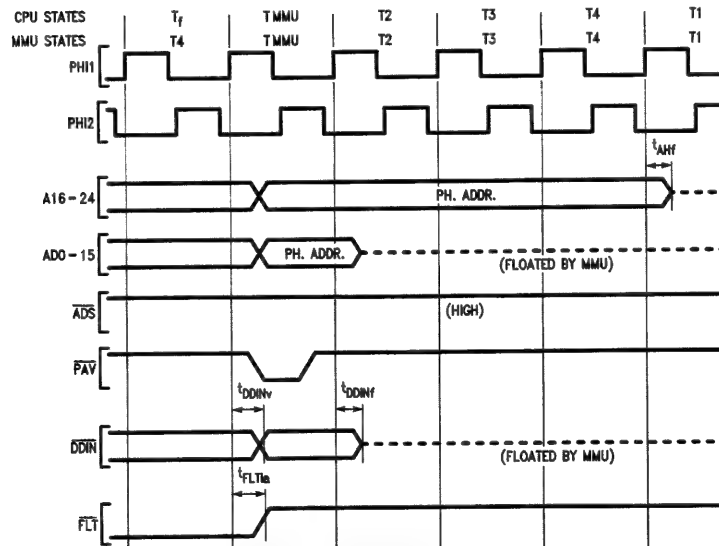 CPU STATES Tf TMMU T2 T3 T4 T1
MMU STATES T4 TMMU T2 T3 T4 T1
PHI1
PHI2
tAHf
A16-24 PH. ADDR.
AD0-15 PH. ADDR. (FLOATED BY MMU)
ADS (HIGH)
PAV
tDDINv tDDINf
DDIN (FLOATED BY MMU)
tFLTIa
FLT